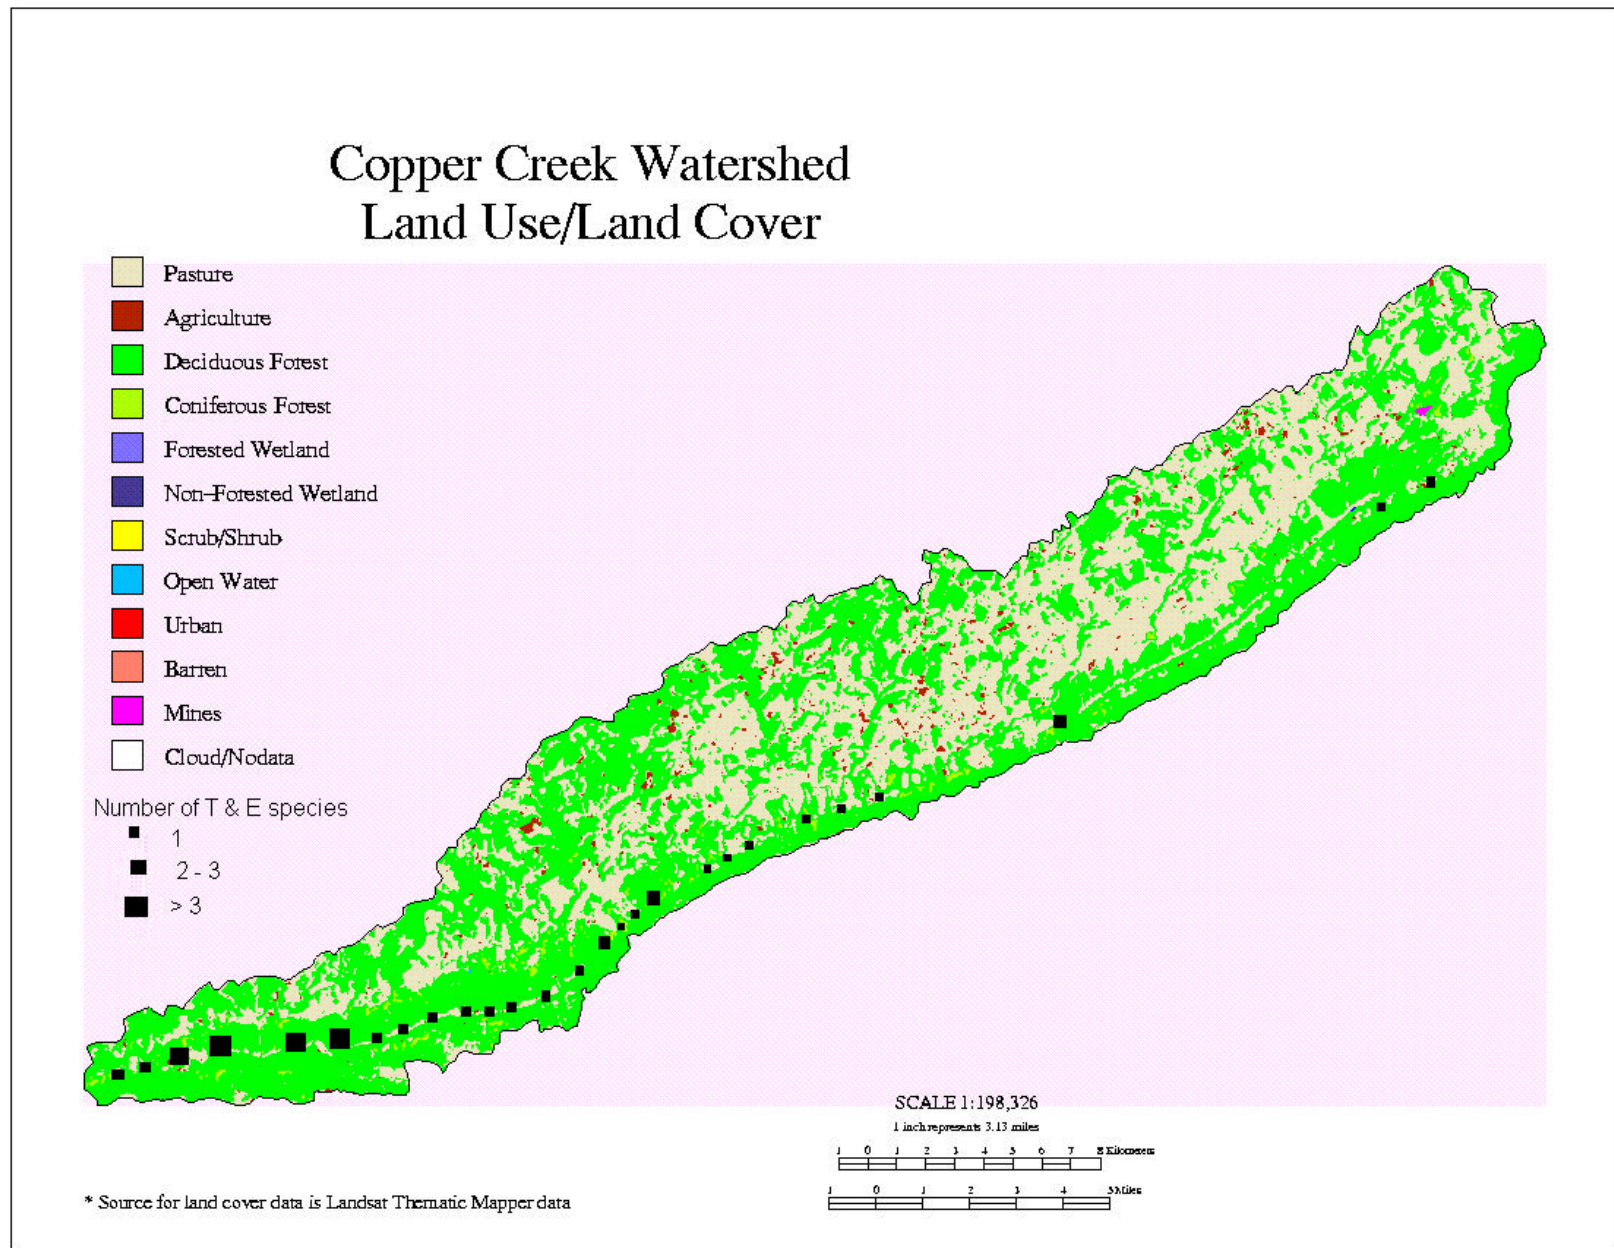 Copper Creek Watershed
Land Use/Land Cover
Pasture
Agriculture
Deciduous Forest
Coniferous Forest
Forested Wetland
Non-Forested Wetland
Scrub/Shrub
Open Water
Urban
Barren
Mines
Cloud/Nodata
Number of T & E species
1
2 - 3
> 3
SCALE 1:198,326
1 inch represents 3.13 miles
1 0 1 2 3 4 5 6 7 8 Kilometers
1 0 1 2 3 4 5 Miles
* Source for land cover data is Landsat Thematic Mapper data